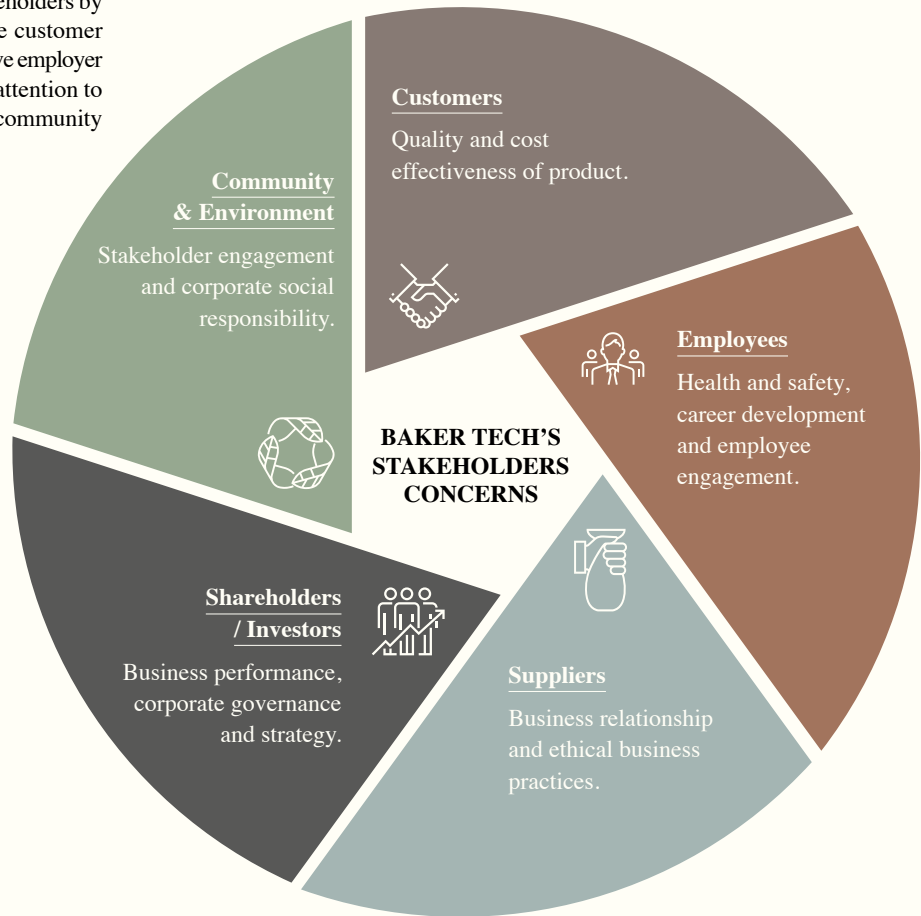 eholders by
e customer
ve employer
attention to
community
Customers
Quality and cost
effectiveness of product.
Community
& Environment
Stakeholder engagement
and corporate social
responsibility.
Employees
Health and safety,
career development
and employee
engagement.
BAKER TECH'S
STAKEHOLDERS
CONCERNS
Shareholders
/ Investors
Business performance,
corporate governance
and strategy.
Suppliers
Business relationship
and ethical business
practices.